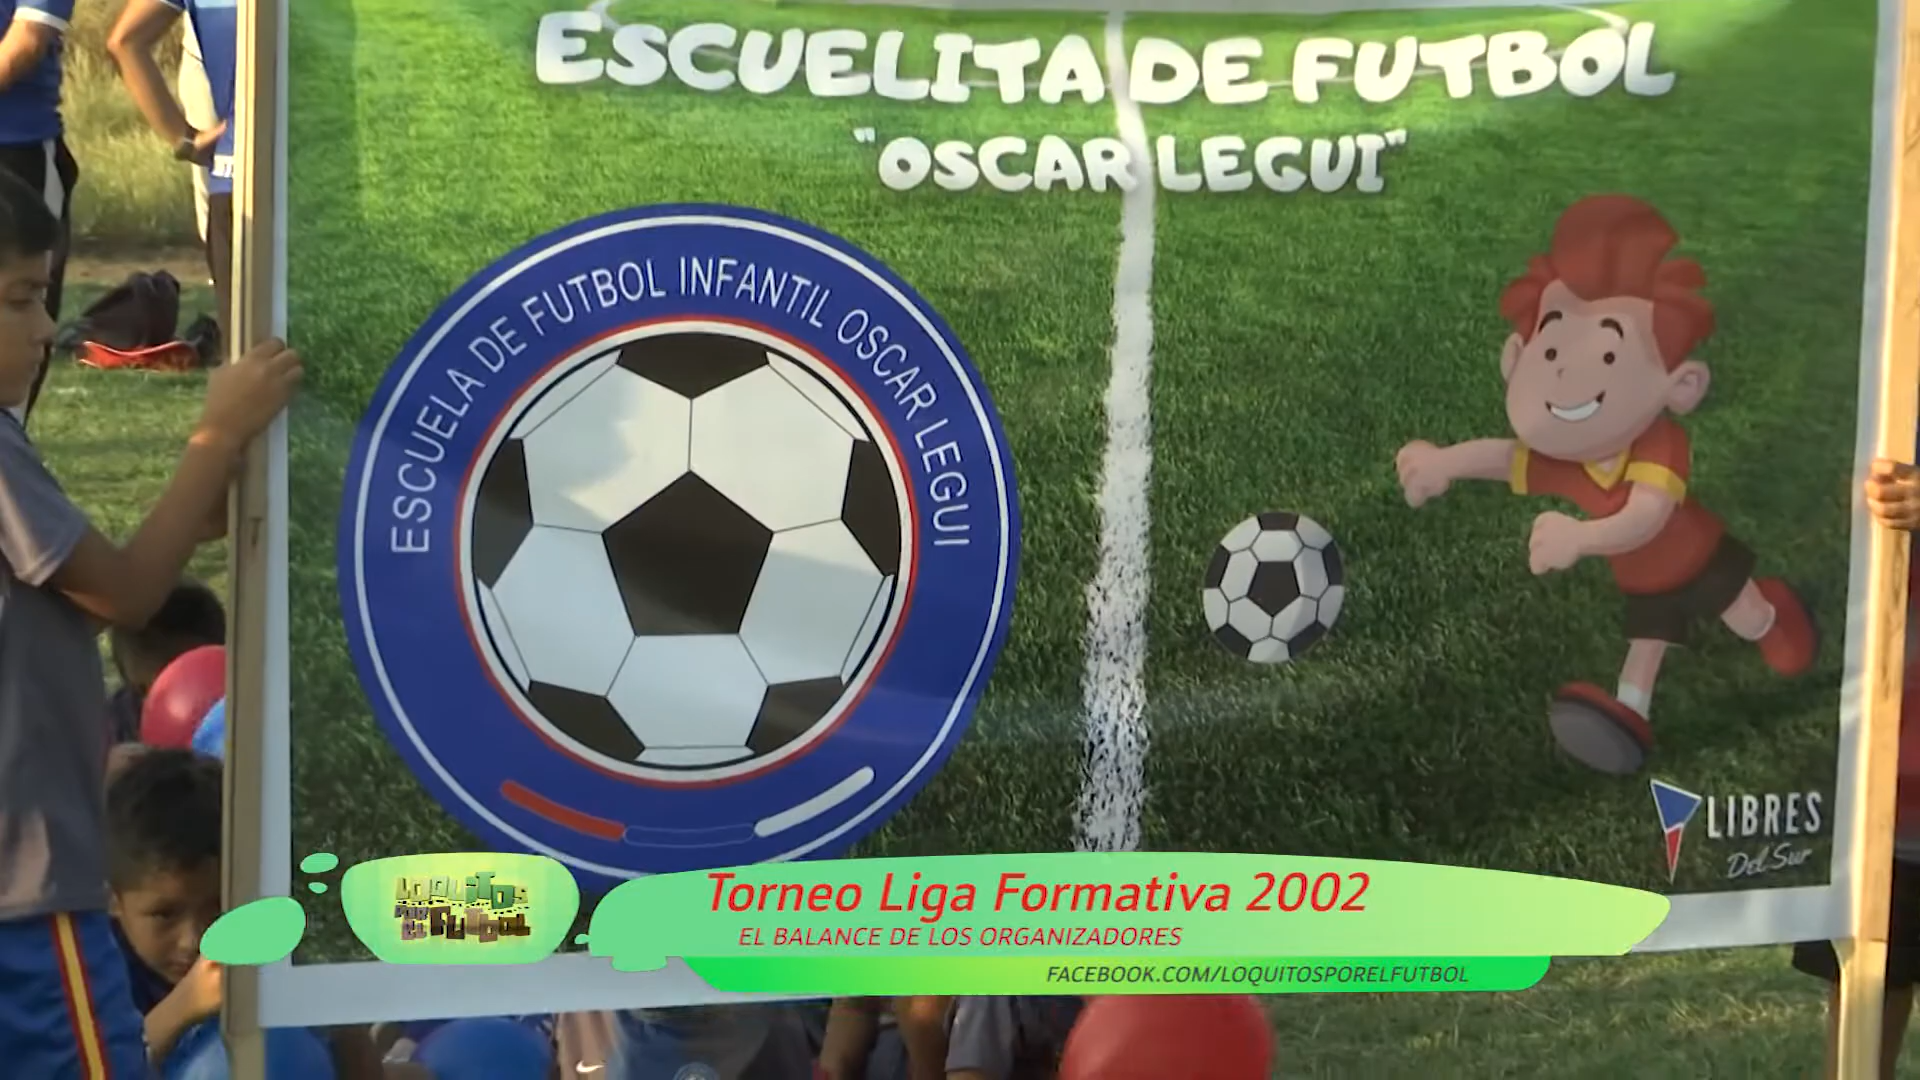 ESCUELITA DE FUTBOL
"OSCAR LEGUI"
ESCUELA DE FUTBOL INFANTIL OSCAR LEGUI
LIBRES
Del Sur
LOQUITOS
POR EL FUTBOL
Torneo Liga Formativa 2002
EL BALANCE DE LOS ORGANIZADORES
FACEBOOK.COM/LOQUITOSPORELFUTBOL